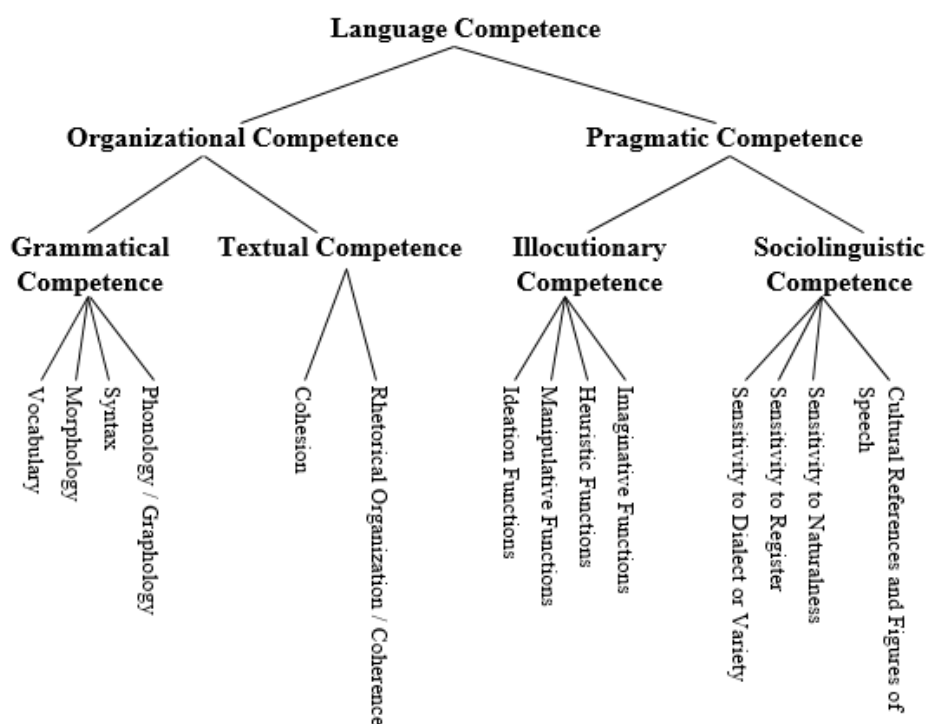 Language Competence
Organizational Competence
Pragmatic Competence
Grammatical
Competence
Textual Competence
Illocutionary
Competence
Sociolinguistic
Competence
Vocabulary
Morphology
Syntax
Phonology / Graphology
Cohesion
Rhetorical Organization / Coherence
Ideation Functions
Manipulative Functions
Heuristic Functions
Imaginative Functions
Sensitivity to Dialect or Variety
Sensitivity to Register
Sensitivity to Naturalness
Cultural References and Figures of
Speech